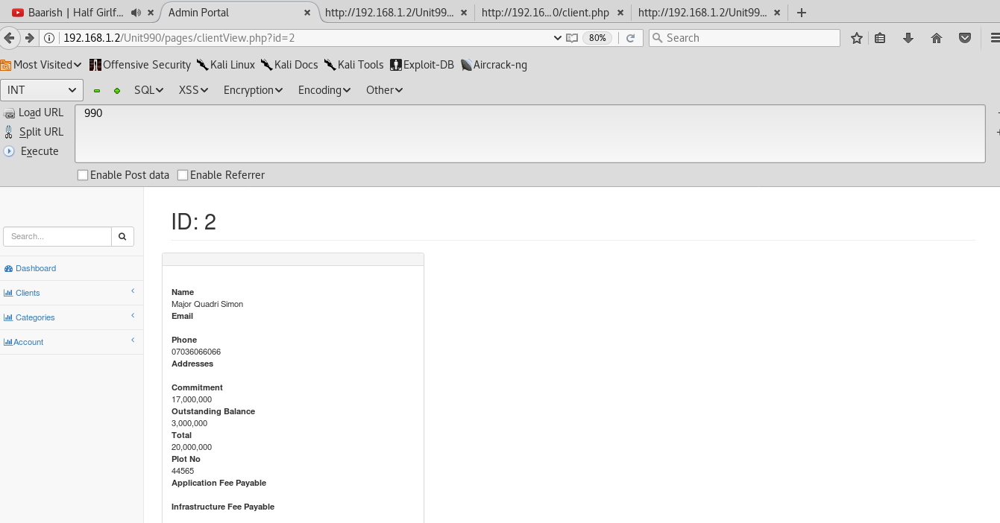 Baarish | Half Girlf...
Admin Portal
http://192.168.1.2/Unit99...
http://192.16...0/client.php
http://192.168.1.2/Unit99...
192.168.1.2/Unit990/pages/clientView.php?id=2
80%
Search
Most Visited
Offensive Security
Kali Linux
Kali Docs
Kali Tools
Exploit-DB
Aircrack-ng
INT
SQL
XSS
Encryption
Encoding
Other
Load URL
990
Split URL
Execute
Enable Post data
Enable Referrer
Search...
Dashboard
Clients
Categories
Account
ID: 2
Name
Major Quadri Simon
Email
Phone
07036066066
Addresses
Commitment
17,000,000
Outstanding Balance
3,000,000
Total
20,000,000
Plot No
44565
Application Fee Payable
Infrastructure Fee Payable